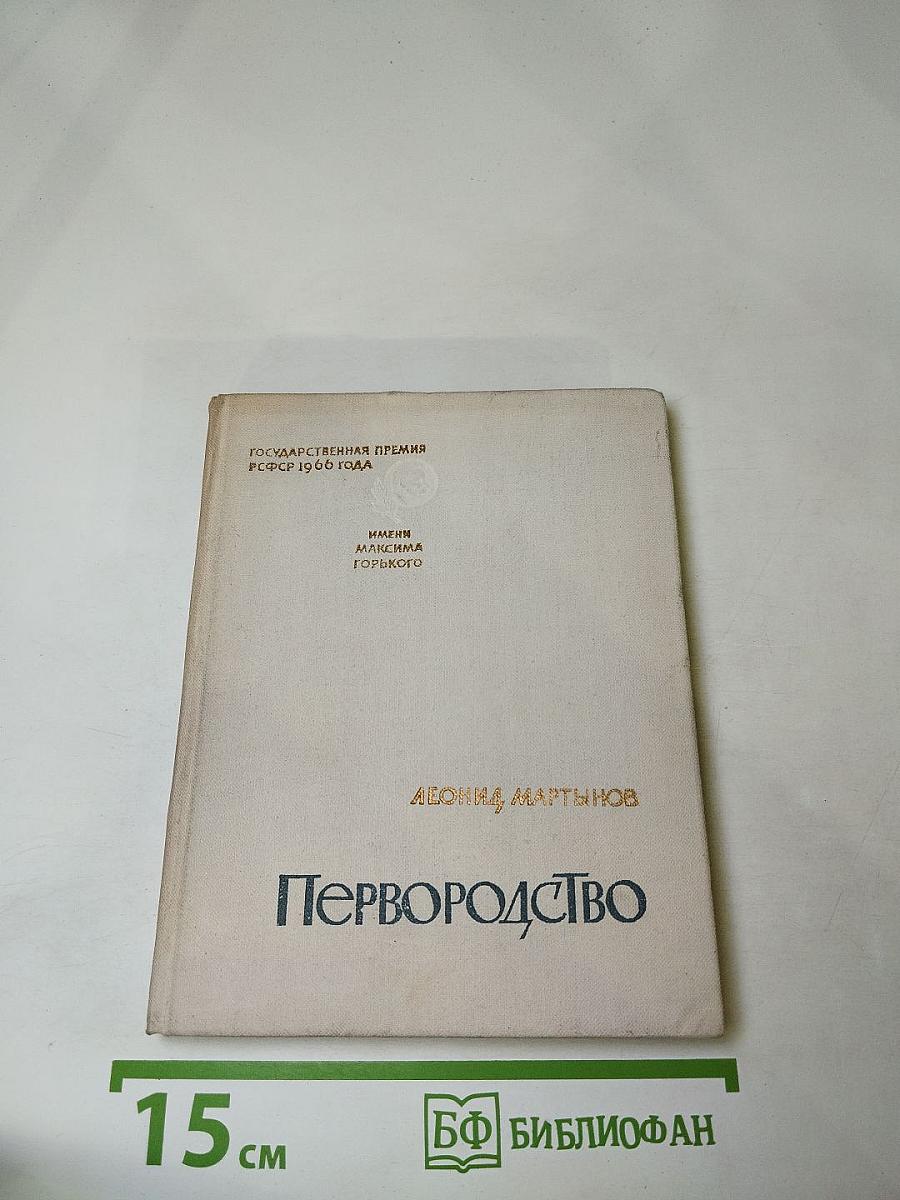 ГОСУДАРСТВЕННАЯ ПРЕМИЯ
РСФСР 1966 ГОДА
ИМЕНИ
МАКСИМА
ГОРЬКОГО
ЛЕОНИД МАРТЫНОВ
ПЕРВОРОДСТВО
15 см
БФ БИБЛИОФАН